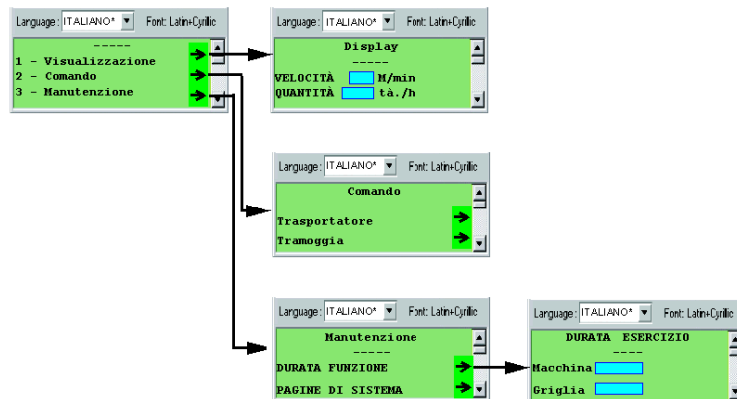 Language: ITALIANO* Font: Latin+Cyrillic
-----
1 - Visualizzazione
2 - Comando
3 - Manutenzione
Language: ITALIANO* Font: Latin+Cyrillic
Display
-----
VELOCITÀ M/min
QUANTITÀ tà./h
Language: ITALIANO* Font: Latin+Cyrillic
Comando
Trasportatore
Tramoggia
Language: ITALIANO* Font: Latin+Cyrillic
Manutenzione
-----
DURATA FUNZIONE
PAGINE DI SISTEMA
Language: ITALIANO* Font: Latin+Cyrillic
DURATA ESERCIZIO
----
Macchina
Griglia